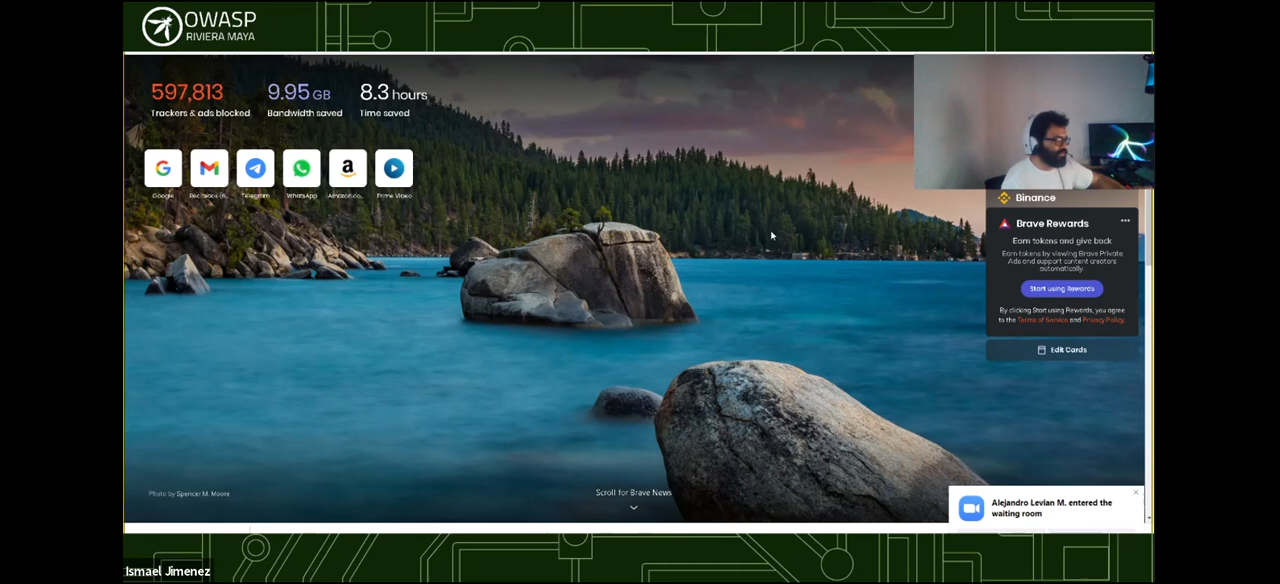 OWASP
RIVIERA MAYA
597,813
Trackers & ads blocked
9.95 GB
Bandwidth saved
8.3 hours
Time saved
Google
Telegram
WhatsApp
Amazon.co...
Prime Video
Binance
Brave Rewards
Earn tokens and give back
Earn tokens by viewing Brave Private
Ads and support content creators
automatically.
Start using Rewards
By clicking Start using Rewards, you agree
to the Terms of Service and Privacy Policy.
Edit Cards
Photo by Spencer M. Moore
Scroll for Brave News
Alejandro Levian M. entered the
waiting room
Ismael Jimenez